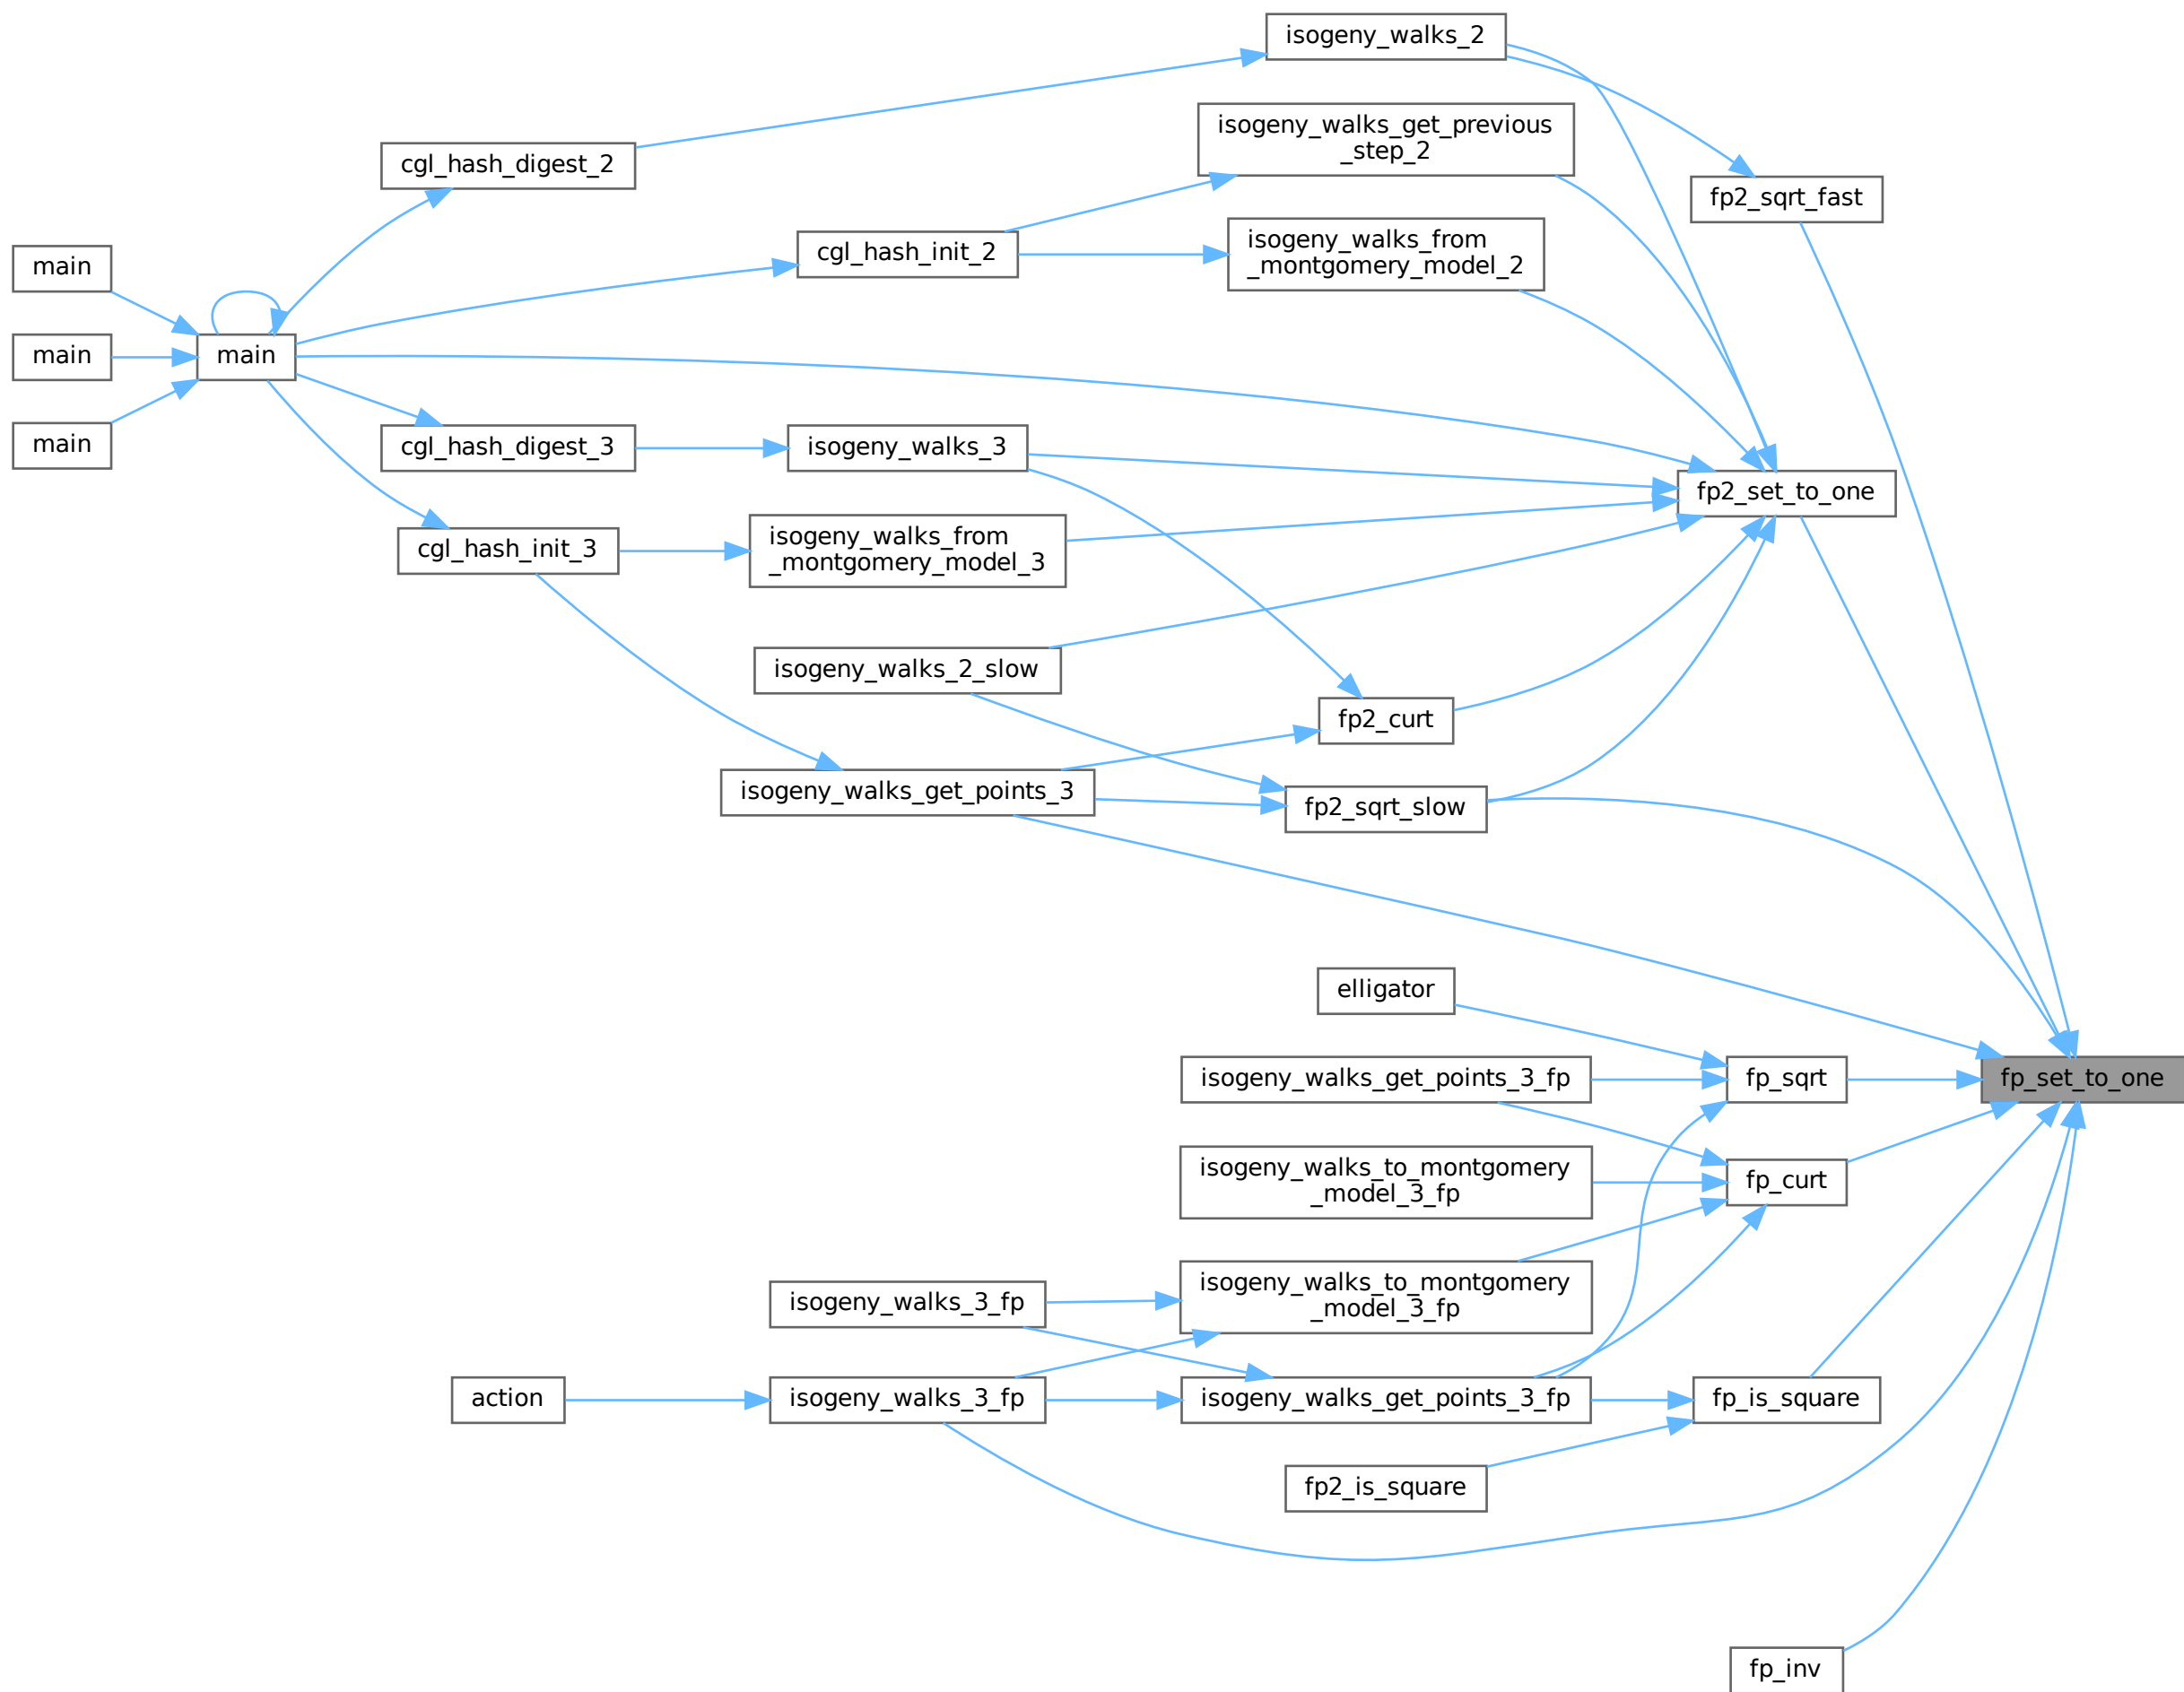 isogeny_walks_2
isogeny_walks_get_previous
_step_2
cgl_hash_digest_2
fp2_sqrt_fast
isogeny_walks_from
_montgomery_model_2
cgl_hash_init_2
main
main
main
main
cgl_hash_digest_3
isogeny_walks_3
fp2_set_to_one
cgl_hash_init_3
isogeny_walks_from
_montgomery_model_3
isogeny_walks_2_slow
fp2_curt
isogeny_walks_get_points_3
fp2_sqrt_slow
elligator
isogeny_walks_get_points_3_fp
fp_sqrt
fp_set_to_one
isogeny_walks_to_montgomery
_model_3_fp
fp_curt
isogeny_walks_3_fp
isogeny_walks_to_montgomery
_model_3_fp
action
isogeny_walks_3_fp
isogeny_walks_get_points_3_fp
fp_is_square
fp2_is_square
fp_inv